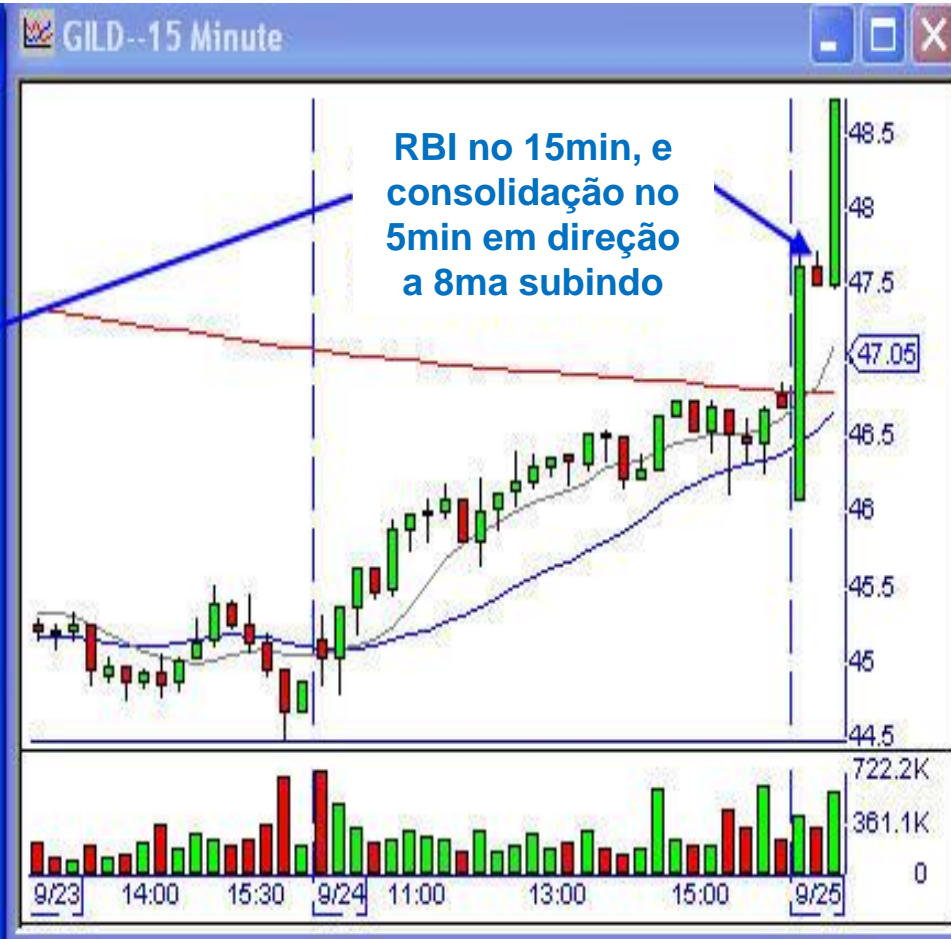 GILD--15 Minute
RBI no 15min, e
consolidação no
5min em direção
a 8ma subindo
48.5
48
47.5
47.05
46.5
46
45.5
45
44.5
722.2K
361.1K
0
9/23 14:00 15:30 9/24 11:00 13:00 15:00 9/25